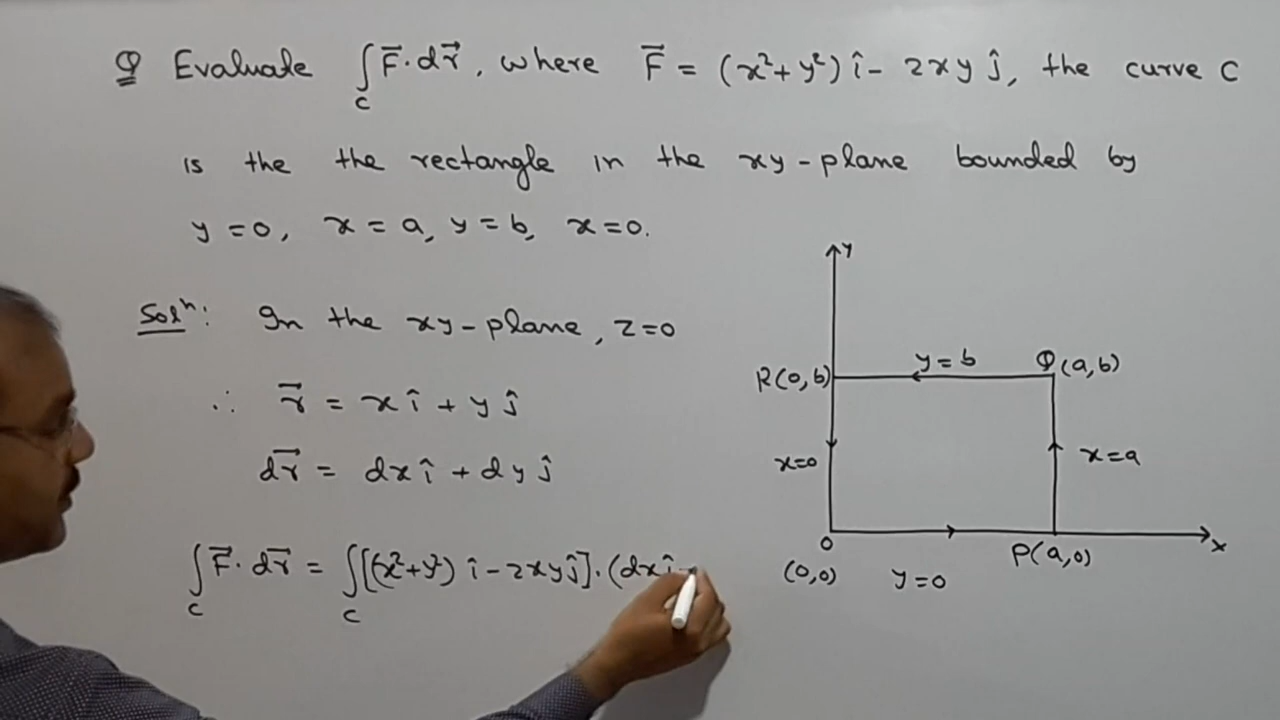 Q Evaluate ∫_C F⃗·dr⃗, where F⃗ = (x²+y²) î - 2xy ĵ, the curve C
is the the rectangle in the xy-plane bounded by
y=0, x=a, y=b, x=0.
Solⁿ: In the xy-plane, z=0
∴ r⃗ = x î + y ĵ
dr⃗ = dx î + dy ĵ
∫_C F⃗·dr⃗ = ∫_C [(x²+y²) î - 2xy ĵ]·(dx î
Y
R(0,b)
y=b
Q(a,b)
x=0
x=a
O
(0,0)
y=0
P(a,0)
X